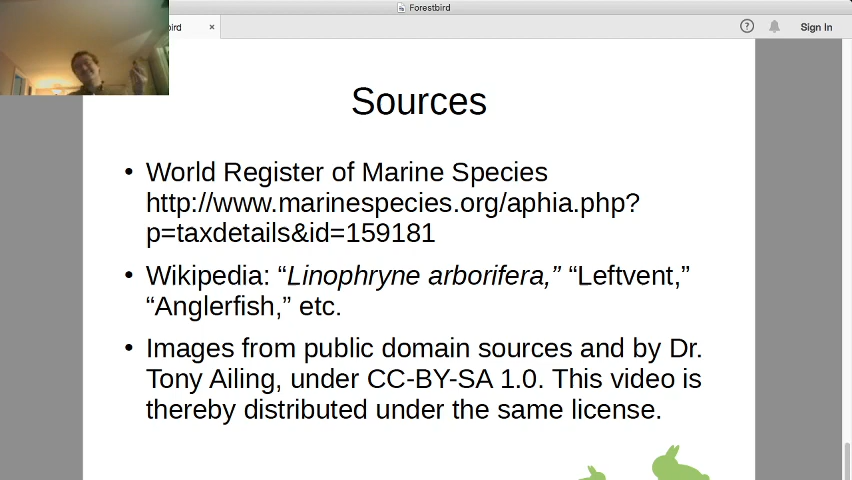 Forestbird
bird
×
?
Sign In
Sources
• World Register of Marine Species
http://www.marinespecies.org/aphia.php?
p=taxdetails&id=159181
• Wikipedia: “Linophryne arborifera,” “Leftvent,”
“Anglerfish,” etc.
• Images from public domain sources and by Dr.
Tony Ailing, under CC-BY-SA 1.0. This video is
thereby distributed under the same license.